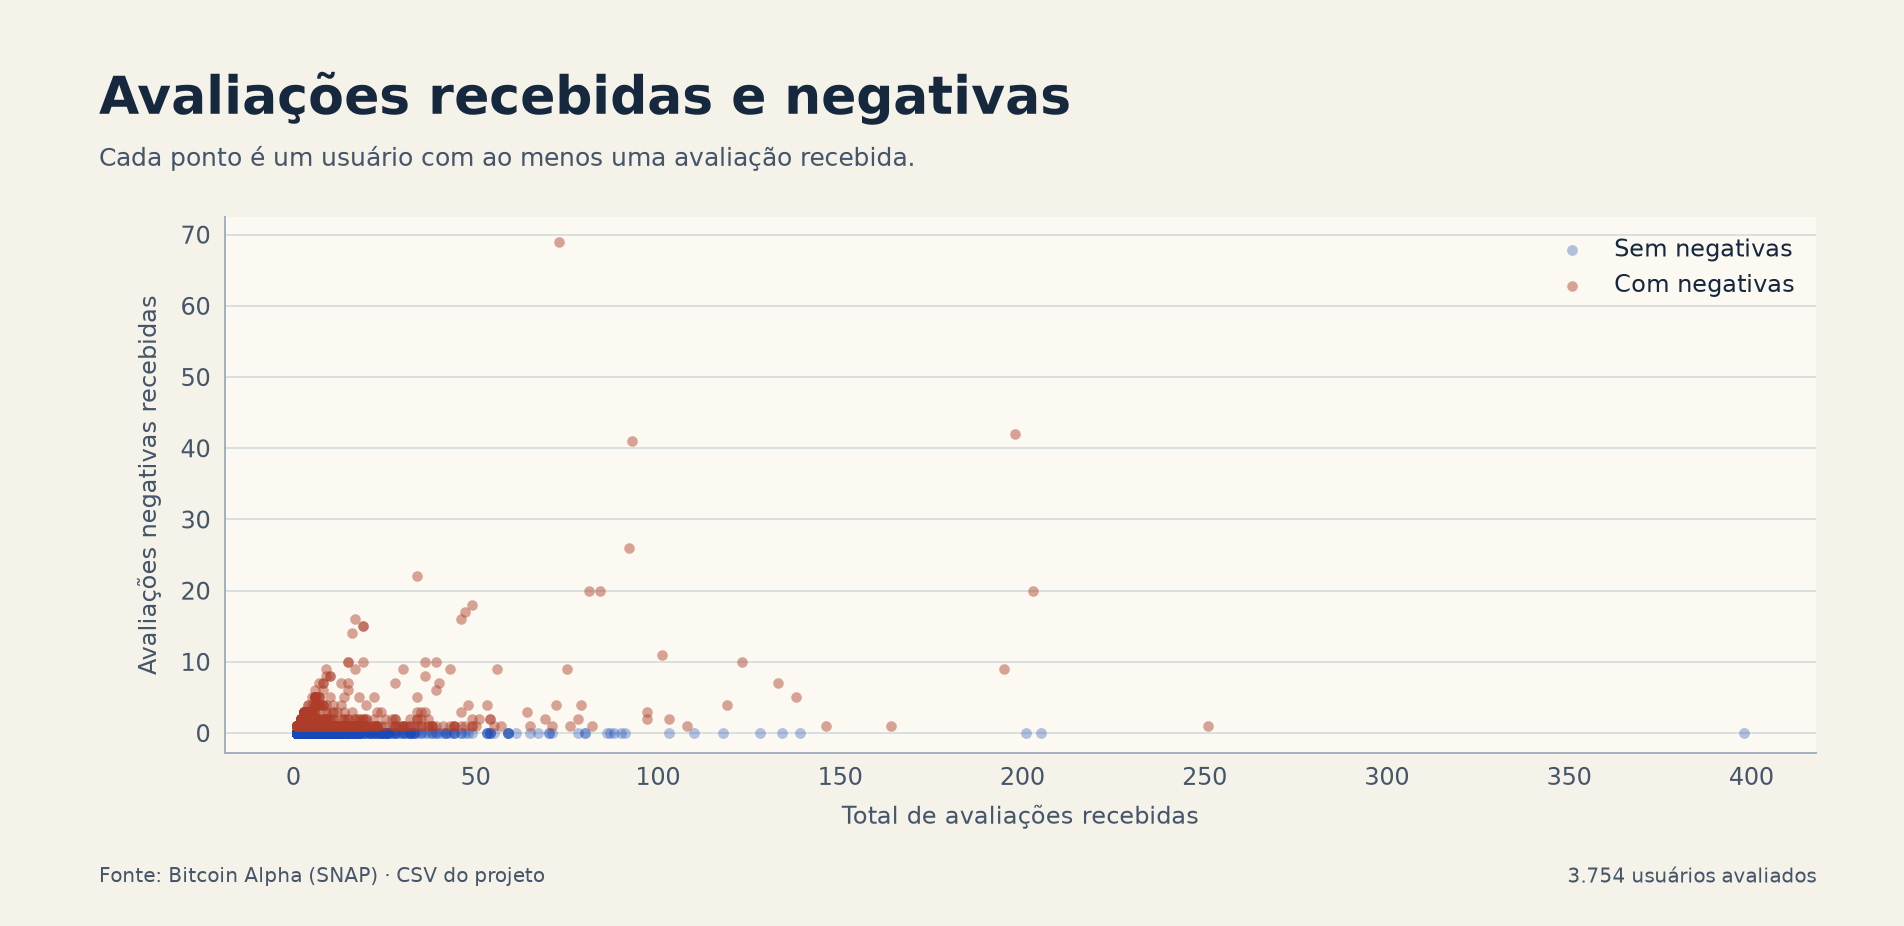 Avaliações recebidas e negativas
Cada ponto é um usuário com ao menos uma avaliação recebida.
Avaliações negativas recebidas
70
60
50
40
30
20
10
0
Sem negativas
Com negativas
0 50 100 150 200 250 300 350 400
Total de avaliações recebidas
Fonte: Bitcoin Alpha (SNAP) · CSV do projeto
3.754 usuários avaliados